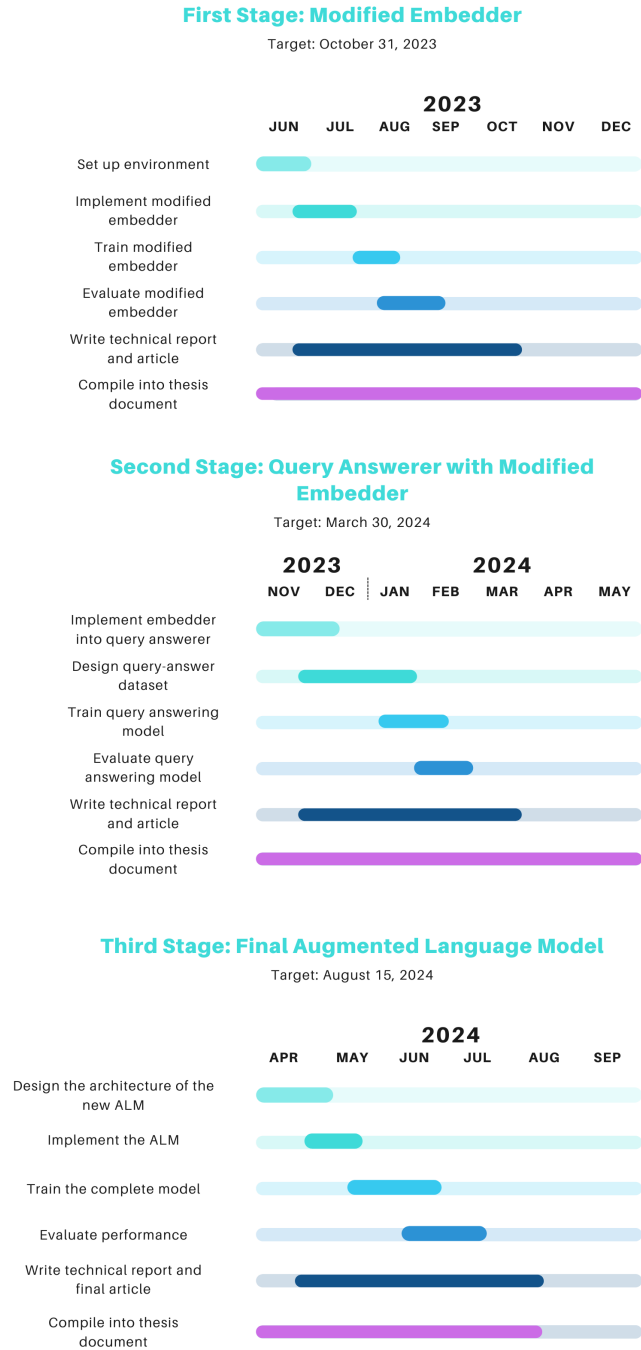 First Stage: Modified Embedder
Target: October 31, 2023
2023
JUN JUL AUG SEP OCT NOV DEC
Set up environment
Implement modified
embedder
Train modified
embedder
Evaluate modified
embedder
Write technical report
and article
Compile into thesis
document
Second Stage: Query Answerer with Modified
Embedder
Target: March 30, 2024
2023 2024
NOV DEC JAN FEB MAR APR MAY
Implement embedder
into query answerer
Design query-answer
dataset
Train query answering
model
Evaluate query
answering model
Write technical report
and article
Compile into thesis
document
Third Stage: Final Augmented Language Model
Target: August 15, 2024
2024
APR MAY JUN JUL AUG SEP
Design the architecture of the
new ALM
Implement the ALM
Train the complete model
Evaluate performance
Write technical report and
final article
Compile into thesis
document